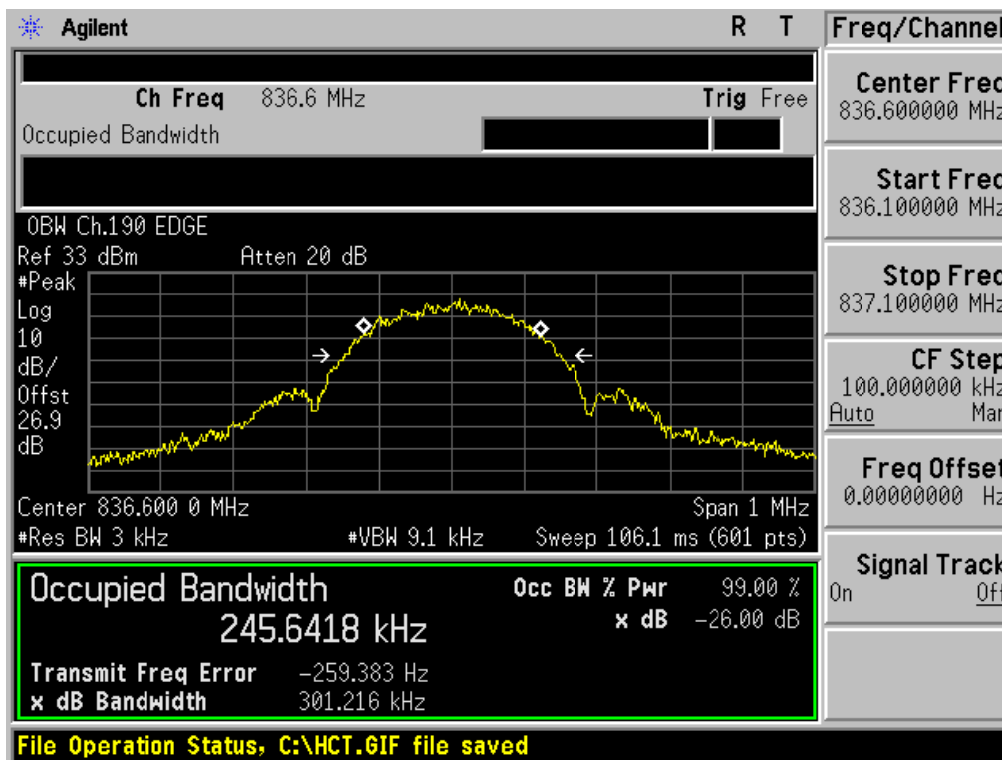 Agilent R T
Ch Freq 836.6 MHz Trig Free
Occupied Bandwidth
OBW Ch.190 EDGE
Ref 33 dBm Atten 20 dB
#Peak
Log
10
dB/
Offst
26.9
dB
Center 836.600 0 MHz Span 1 MHz
#Res BW 3 kHz #VBW 9.1 kHz Sweep 106.1 ms (601 pts)
Occupied Bandwidth Occ BW % Pwr 99.00 %
245.6418 kHz x dB -26.00 dB
Transmit Freq Error -259.383 Hz
x dB Bandwidth 301.216 kHz
File Operation Status, C:\HCT.GIF file saved
Freq/Channel
Center Freq
836.600000 MHz
Start Freq
836.100000 MHz
Stop Freq
837.100000 MHz
CF Step
100.000000 kHz
Auto Man
Freq Offset
0.00000000 Hz
Signal Track
On Off